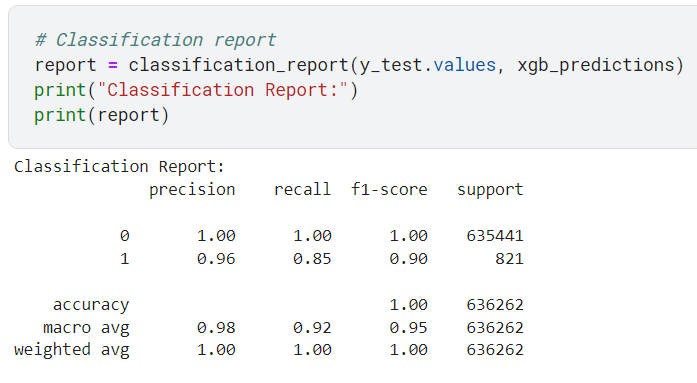 # Classification report
report = classification_report(y_test.values, xgb_predictions)
print("Classification Report:")
print(report)
Classification Report:
precision recall f1-score support
0 1.00 1.00 1.00 635441
1 0.96 0.85 0.90 821
accuracy 1.00 636262
macro avg 0.98 0.92 0.95 636262
weighted avg 1.00 1.00 1.00 636262